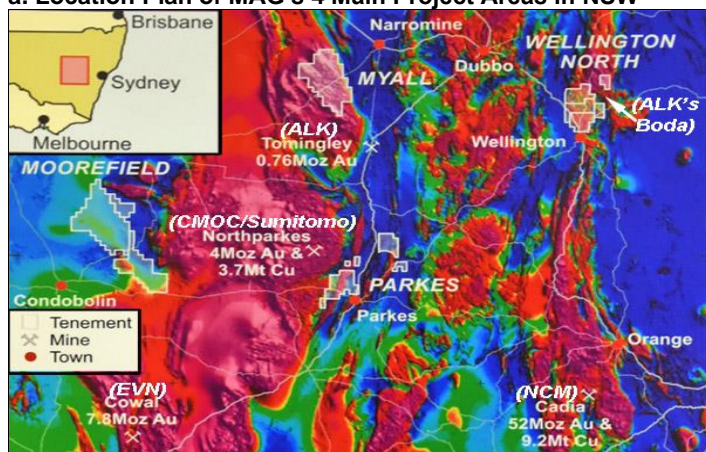 a. Location Plan of MAG's 4 Main Project Areas in NSW
Brisbane
Sydney
Melbourne
Narromine
MYALL
Dubbo
WELLINGTON
NORTH
(ALK's
Boda)
Wellington
(ALK)
Tomingley
0.76Moz Au
MOOREFIELD
(CMOC/Sumitomo)
Northparkes
4Moz Au &
3.7Mt Cu
PARKES
Parkes
Condobolin
Tenement
Mine
Town
Orange
(EVN)
Cowal
7.8Moz Au
(NCM)
Cadia
52Moz Au &
9.2Mt Cu